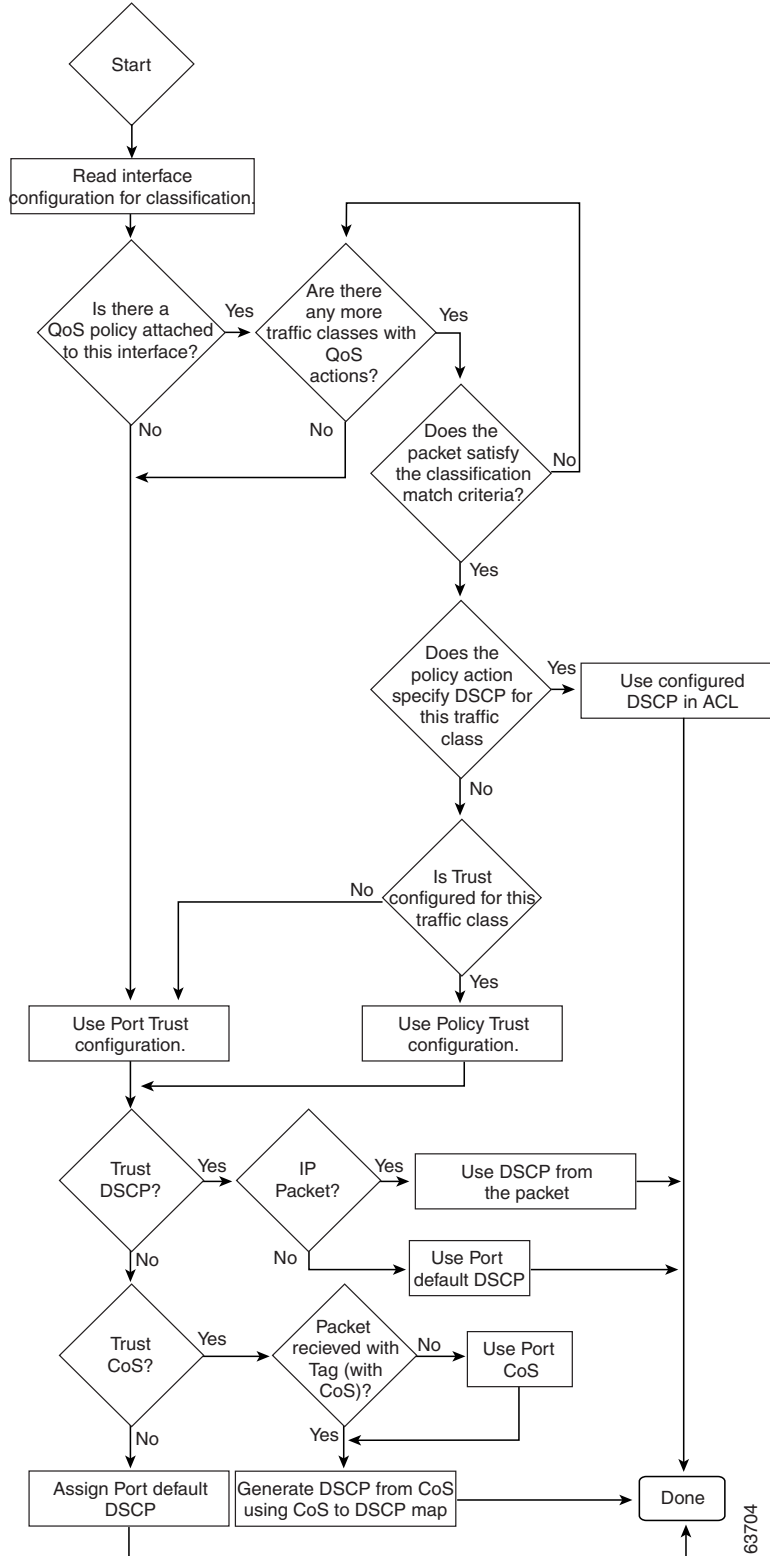 Start
Read interface
configuration for classification.
Is there a
QoS policy attached
to this interface?
Yes
No
Are there
any more
traffic classes with
QoS
actions?
Yes
No
Does the
packet satisfy
the classification
match criteria?
No
Yes
Does the
policy action
specify DSCP for
this traffic
class
Yes
Use configured
DSCP in ACL
No
Is Trust
configured for this
traffic class
No
Yes
Use Port Trust
configuration.
Use Policy Trust
configuration.
Trust
DSCP?
Yes
IP
Packet?
Yes
Use DSCP from
the packet
No
No
Use Port
default DSCP
Trust
CoS?
Yes
Packet
recieved with
Tag (with
CoS)?
No
Use Port
CoS
No
Yes
Assign Port default
DSCP
Generate DSCP from CoS
using CoS to DSCP map
Done
63704